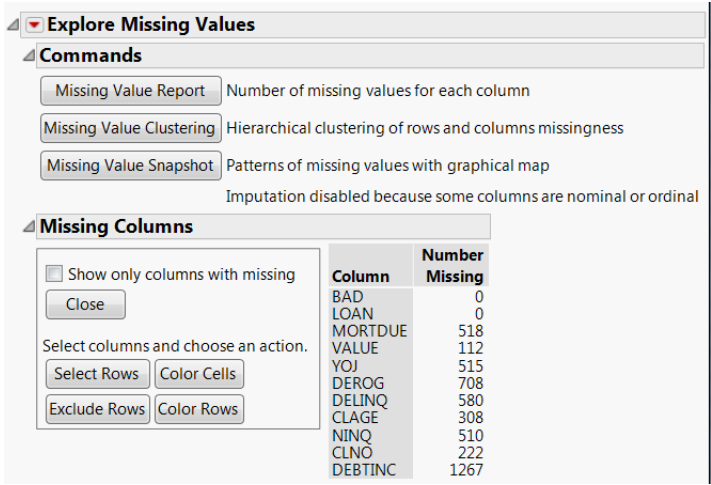 Explore Missing Values
Commands
Missing Value Report Number of missing values for each column
Missing Value Clustering Hierarchical clustering of rows and columns missingness
Missing Value Snapshot Patterns of missing values with graphical map
Imputation disabled because some columns are nominal or ordinal
Missing Columns
Show only columns with missing
Close
Select columns and choose an action.
Select Rows Color Cells
Exclude Rows Color Rows
Number
Column Missing
BAD 0
LOAN 0
MORTDUE 518
VALUE 112
YOJ 515
DEROG 708
DELINQ 580
CLAGE 308
NINQ 510
CLNO 222
DEBTINC 1267